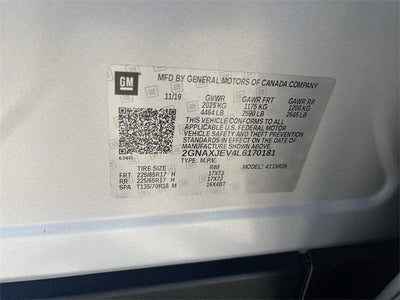 GM
MFD BY GENERAL MOTORS OF CANADA COMPANY
11/19 GVWR GAWR FRT GAWR RR
2025 KG 1175 KG 1200 KG
4464 LB 2590 LB 2645 LB
THIS VEHICLE CONFORMS TO ALL APPLICABLE
U.S. FEDERAL MOTOR
VEHICLE SAFETY AND THEFT PREVENTION
STANDARDS IN EFFECT ON THE DATE OF
MANUFACTURE SHOWN ABOVE.
2GNAXJEV4L6170181
TYPE: M.P.V. MODEL: 411XR26
TIRE SIZE RIM
FRT 225/65R17 H 17X7J
RR 225/65R17 H 17X7J
SPA T135/70R16 M 16X4BT